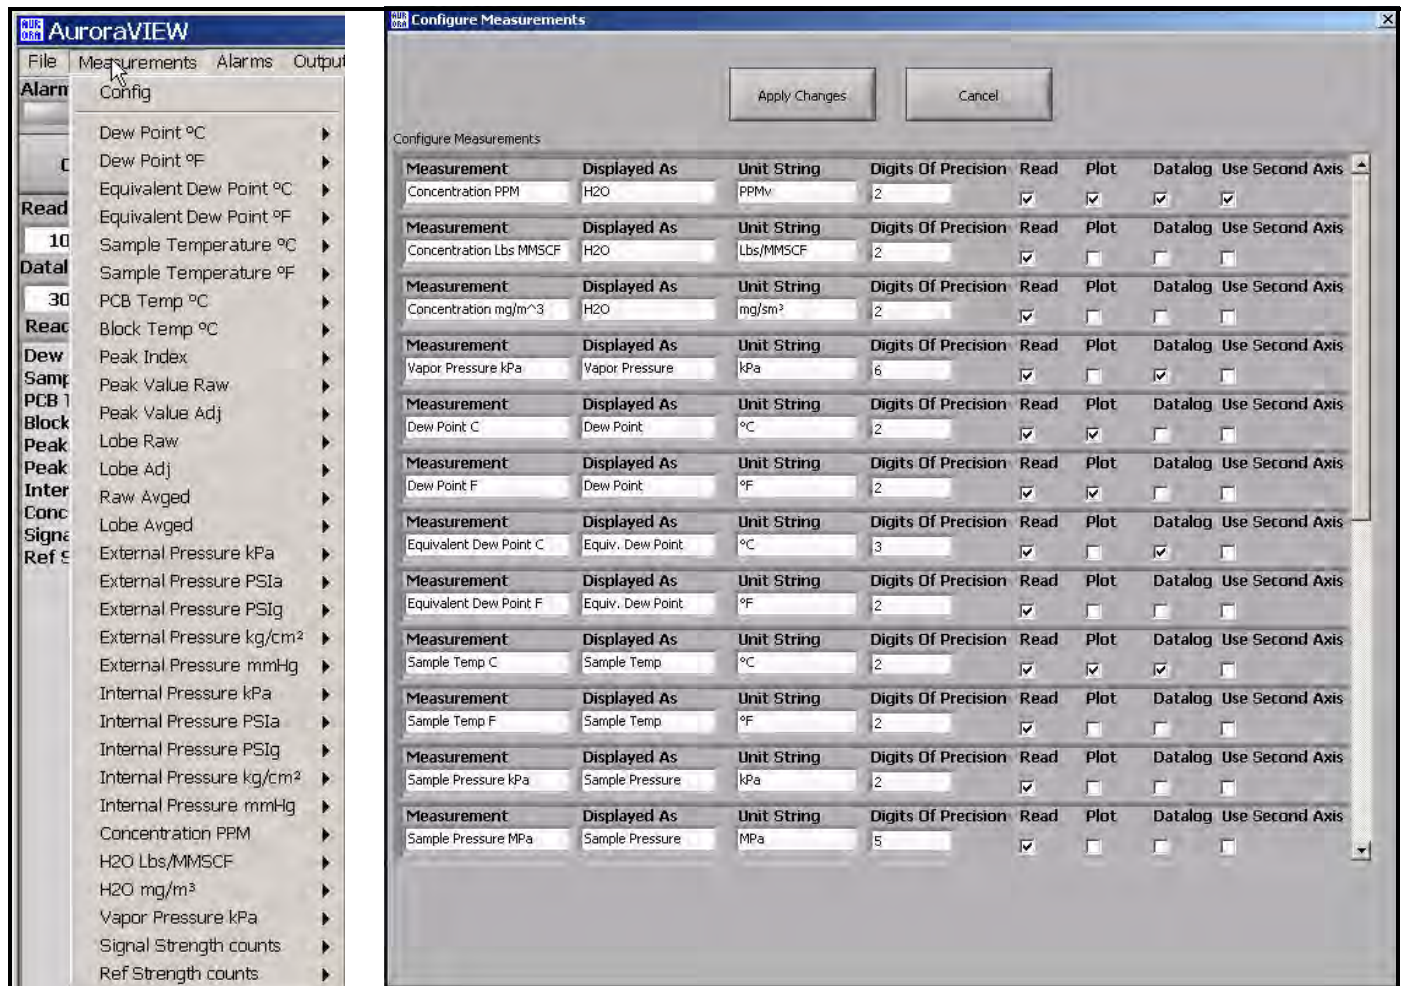 AUR
ORA
AuroraVIEW
File Measurements Alarms Output
Alarm
Config
Dew Point ºC
Dew Point ºF
Equivalent Dew Point ºC
Equivalent Dew Point ºF
Read
Sample Temperature ºC
10
Datal
Sample Temperature ºF
30
PCB Temp ºC
Read
Block Temp ºC
Dew
Peak Index
Samp
Peak Value Raw
PCB T
Peak Value Adj
Block
Lobe Raw
Peak
Lobe Adj
Peak
Inter
Raw Avged
Conc
Lobe Avged
Signa
Ref S
External Pressure kPa
External Pressure PSIa
External Pressure PSIg
External Pressure kg/cm²
External Pressure mmHg
Internal Pressure kPa
Internal Pressure PSIa
Internal Pressure PSIg
Internal Pressure kg/cm²
Internal Pressure mmHg
Concentration PPM
H2O Lbs/MMSCF
H2O mg/m³
Vapor Pressure kPa
Signal Strength counts
Ref Strength counts
AUR
ORA
Configure Measurements
Apply Changes Cancel
Configure Measurements
Measurement Displayed As Unit String Digits Of Precision Read Plot Datalog Use Second Axis
Concentration PPM H2O PPMv 2
Measurement Displayed As Unit String Digits Of Precision Read Plot Datalog Use Second Axis
Concentration Lbs MMSCF H2O Lbs/MMSCF 2
Measurement Displayed As Unit String Digits Of Precision Read Plot Datalog Use Second Axis
Concentration mg/m^3 H2O mg/sm³ 2
Measurement Displayed As Unit String Digits Of Precision Read Plot Datalog Use Second Axis
Vapor Pressure kPa Vapor Pressure kPa 6
Measurement Displayed As Unit String Digits Of Precision Read Plot Datalog Use Second Axis
Dew Point C Dew Point ºC 2
Measurement Displayed As Unit String Digits Of Precision Read Plot Datalog Use Second Axis
Dew Point F Dew Point ºF 2
Measurement Displayed As Unit String Digits Of Precision Read Plot Datalog Use Second Axis
Equivalent Dew Point C Equiv. Dew Point ºC 3
Measurement Displayed As Unit String Digits Of Precision Read Plot Datalog Use Second Axis
Equivalent Dew Point F Equiv. Dew Point ºF 2
Measurement Displayed As Unit String Digits Of Precision Read Plot Datalog Use Second Axis
Sample Temp C Sample Temp ºC 2
Measurement Displayed As Unit String Digits Of Precision Read Plot Datalog Use Second Axis
Sample Temp F Sample Temp ºF 2
Measurement Displayed As Unit String Digits Of Precision Read Plot Datalog Use Second Axis
Sample Pressure kPa Sample Pressure kPa 2
Measurement Displayed As Unit String Digits Of Precision Read Plot Datalog Use Second Axis
Sample Pressure MPa Sample Pressure MPa 5